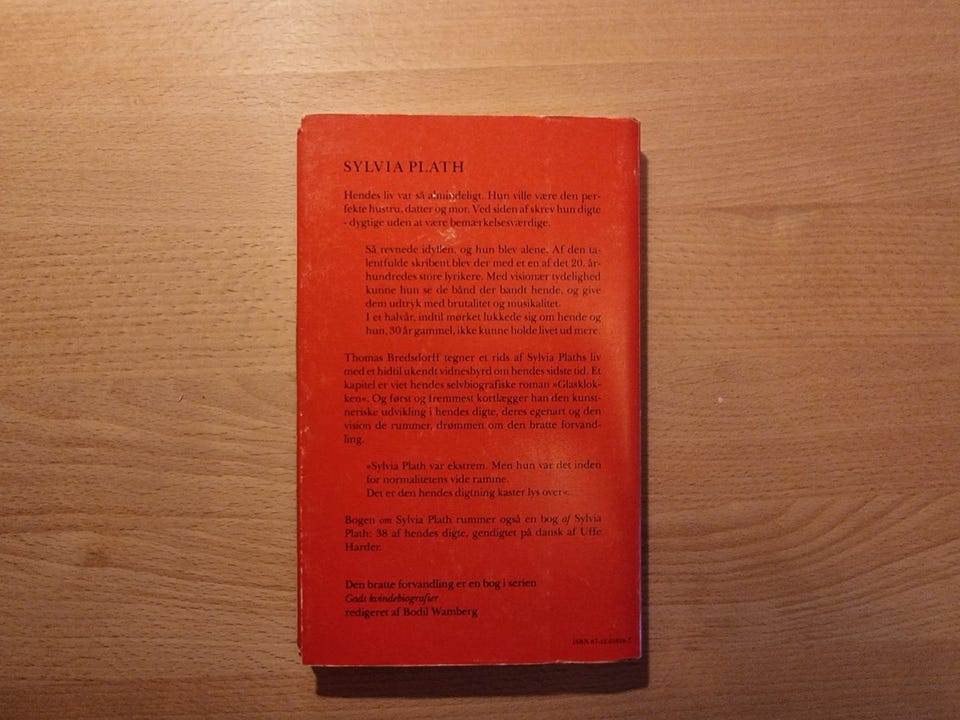 SYLVIA PLATH
Hendes liv var så almindeligt. Hun ville være den per-
fekte hustru, datter og mor. Ved siden af skrev hun digte
- dygtige uden at være bemærkelsesværdige.
Så revnede idyllen, og hun blev alene. Af den ta-
lentfulde skribent blev der med et en af det 20. år-
hundredes store lyrikere. Med visionær tydelighed
kunne hun se de bånd der bandt hende, og give
dem udtryk med brutalitet og musikalitet.
I et halvår, indtil mørket lukkede sig om hende og
hun, 30 år gammel, ikke kunne holde livet ud mere.
Thomas Bredsdorff tegner et rids af Sylvia Plaths liv
med et hidtil ukendt vidnesbyrd om hendes sidste tid. Et
kapitel er viet hendes selvbiografiske roman »Glasklok-
ken«. Og først og fremmest kortlægger han den kunst-
neriske udvikling i hendes digte, deres egenart og den
vision de rummer, drømmen om den bratte forvand-
ling.
»Sylvia Plath var ekstrem. Men hun var det inden
for normalitetens vide ramme.
Det er den hendes digtning kaster lys over«.
Bogen om Sylvia Plath rummer også en bog af Sylvia
Plath: 38 af hendes digte, gendigtet på dansk af Uffe
Harder.
Den bratte forvandling er en bog i serien
Gads kvindebiografier
redigeret af Bodil Wamberg
ISBN